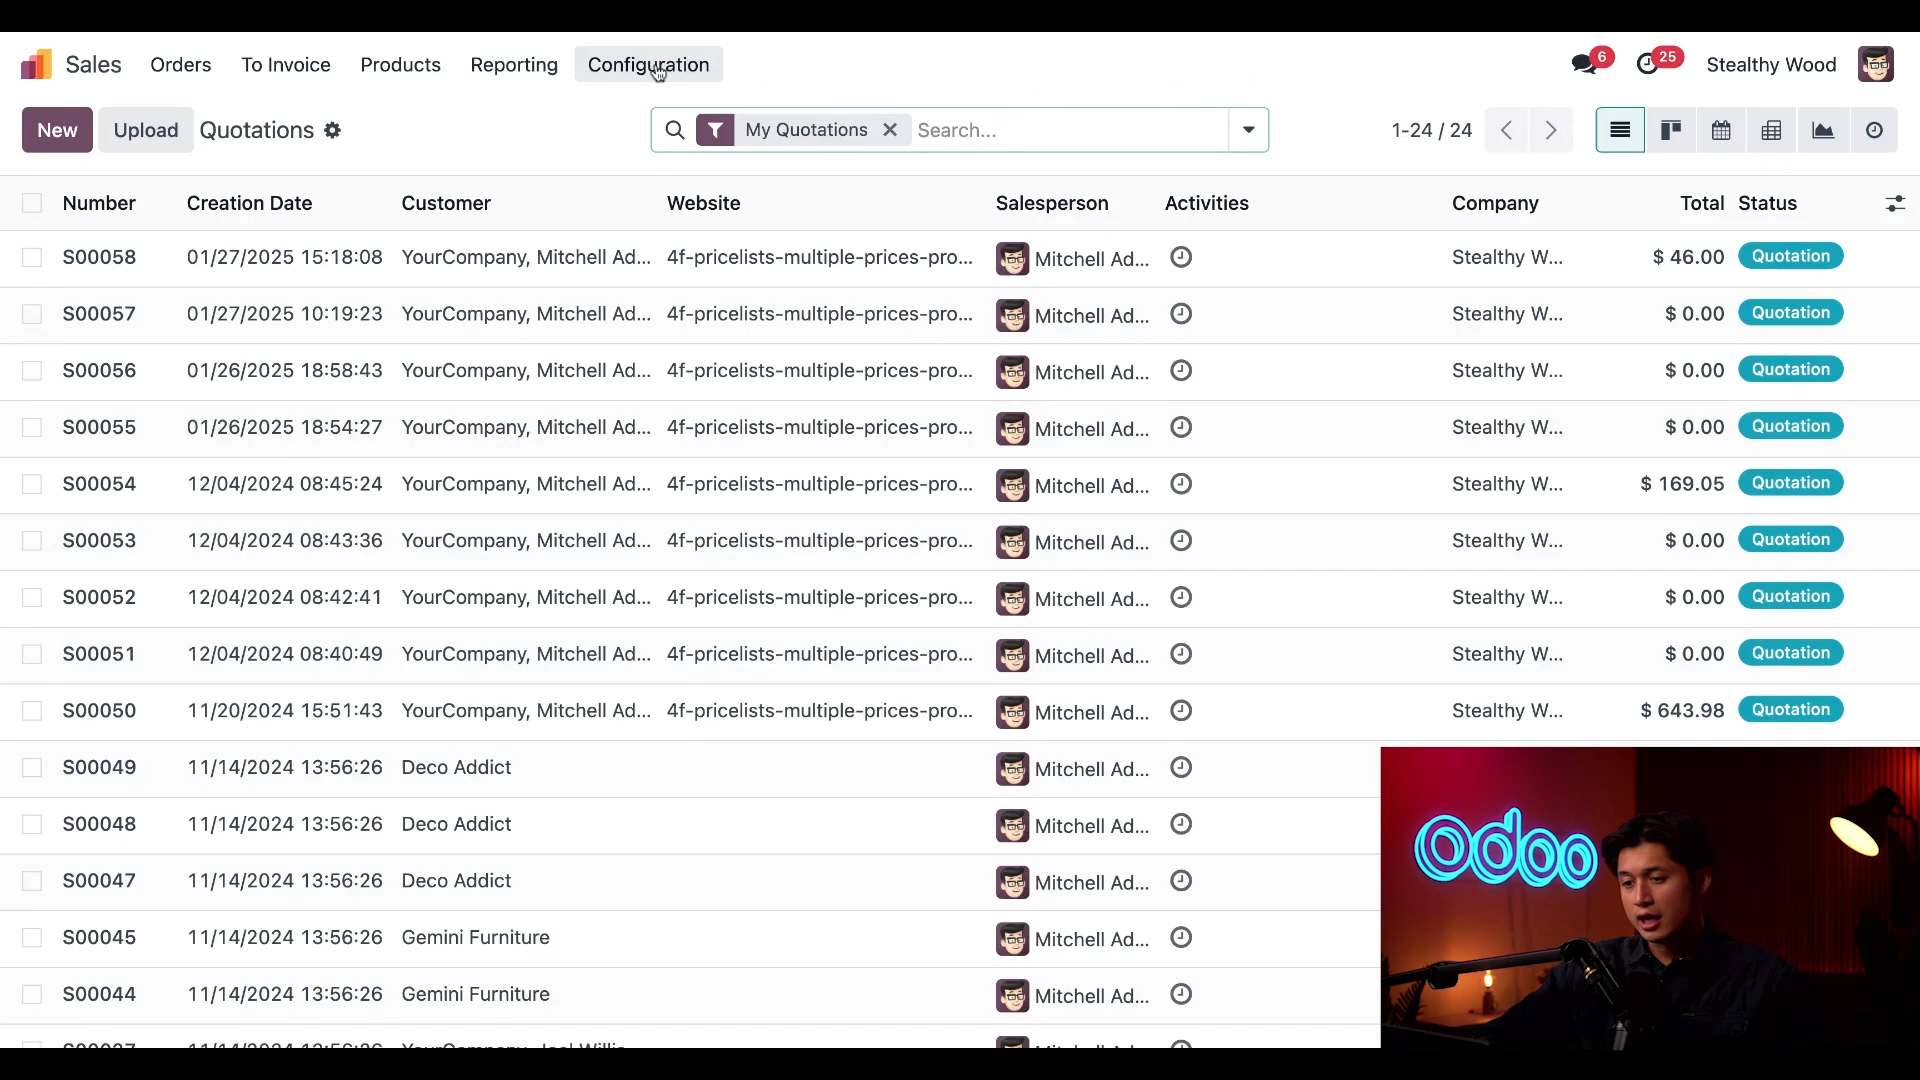 Sales Orders To Invoice Products Reporting Configuration 6 25 Stealthy Wood
New Upload Quotations My Quotations Search... 1-24 / 24
Number Creation Date Customer Website Salesperson Activities Company Total Status
S00058 01/27/2025 15:18:08 YourCompany, Mitchell Ad... 4f-pricelists-multiple-prices-pro... Mitchell Ad... Stealthy W... $ 46.00 Quotation
S00057 01/27/2025 10:19:23 YourCompany, Mitchell Ad... 4f-pricelists-multiple-prices-pro... Mitchell Ad... Stealthy W... $ 0.00 Quotation
S00056 01/26/2025 18:58:43 YourCompany, Mitchell Ad... 4f-pricelists-multiple-prices-pro... Mitchell Ad... Stealthy W... $ 0.00 Quotation
S00055 01/26/2025 18:54:27 YourCompany, Mitchell Ad... 4f-pricelists-multiple-prices-pro... Mitchell Ad... Stealthy W... $ 0.00 Quotation
S00054 12/04/2024 08:45:24 YourCompany, Mitchell Ad... 4f-pricelists-multiple-prices-pro... Mitchell Ad... Stealthy W... $ 169.05 Quotation
S00053 12/04/2024 08:43:36 YourCompany, Mitchell Ad... 4f-pricelists-multiple-prices-pro... Mitchell Ad... Stealthy W... $ 0.00 Quotation
S00052 12/04/2024 08:42:41 YourCompany, Mitchell Ad... 4f-pricelists-multiple-prices-pro... Mitchell Ad... Stealthy W... $ 0.00 Quotation
S00051 12/04/2024 08:40:49 YourCompany, Mitchell Ad... 4f-pricelists-multiple-prices-pro... Mitchell Ad... Stealthy W... $ 0.00 Quotation
S00050 11/20/2024 15:51:43 YourCompany, Mitchell Ad... 4f-pricelists-multiple-prices-pro... Mitchell Ad... Stealthy W... $ 643.98 Quotation
S00049 11/14/2024 13:56:26 Deco Addict Mitchell Ad...
S00048 11/14/2024 13:56:26 Deco Addict Mitchell Ad...
S00047 11/14/2024 13:56:26 Deco Addict Mitchell Ad...
S00045 11/14/2024 13:56:26 Gemini Furniture Mitchell Ad...
S00044 11/14/2024 13:56:26 Gemini Furniture Mitchell Ad...
odoo